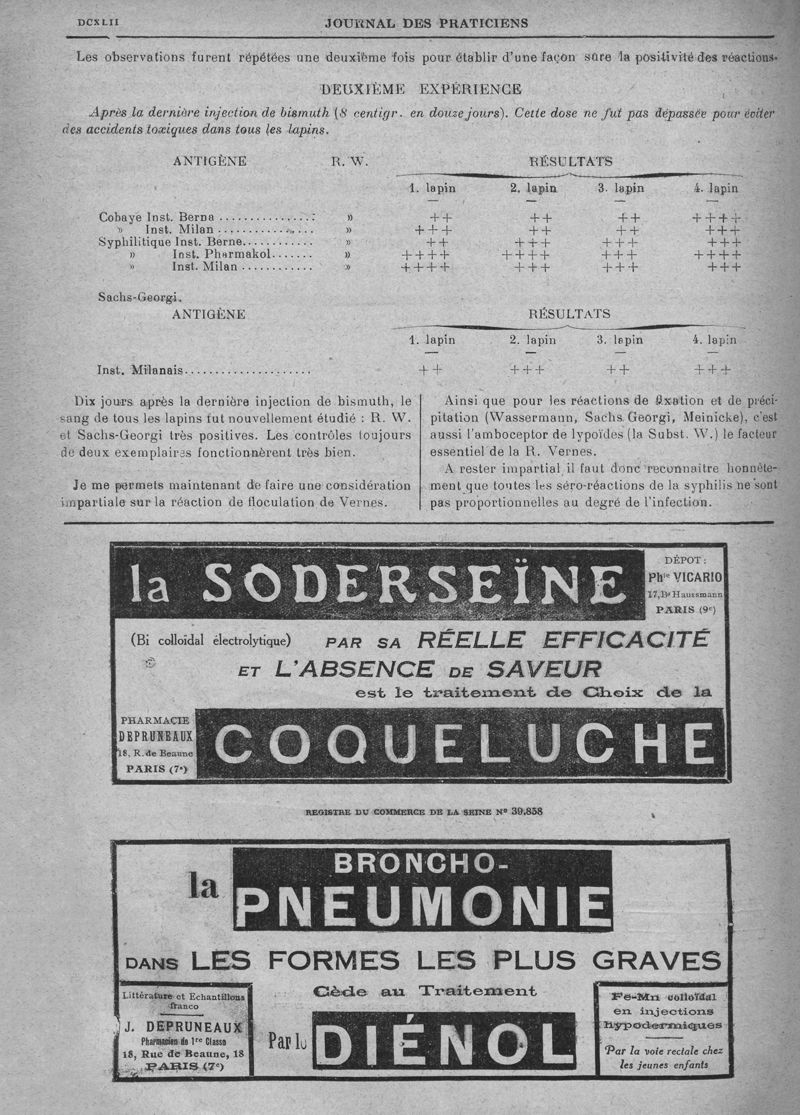 DCXLII
JOURNAL DES PRATICIENS
Les observations furent répétées une deuxième fois pour établir d'une façon sure la positivité des réactions.
DEUXIÈME EXPÉRIENCE
Après la dernière injection de bismuth (8 centigr. en douze jours). Cette dose ne fut pas dépassée pour éviter
des accidents toxiques dans tous les lapins.
ANTIGÈNE R. W. RÉSULTATS
1. lapin 2. lapin 3. lapin 4. lapin
Cobaye Inst. Berna » ++ ++ ++ ++++
» Inst. Milan » +++ ++ ++ +++
Syphilitique Inst. Berne » ++ +++ +++ +++
» Inst. Pharmakol » ++++ ++++ +++ ++++
» Inst. Milan » ++++ +++ +++ +++
Sachs-Georgi.
ANTIGÈNE RÉSULTATS
1. lapin 2. lapin 3. lapin 4. lapin
Inst. Milanais ++ +++ ++ +++
Dix jours après la dernière injection de bismuth, le
sang de tous les lapins fut nouvellement étudié : R. W.
et Sachs-Georgi très positives. Les contrôles toujours
de deux exemplaires fonctionnèrent très bien.
Je me permets maintenant de faire une considération
impartiale sur la réaction de floculation de Vernes.
Ainsi que pour les réactions de fixation et de préci-
pitation (Wassermann, Sachs Georgi, Meinicke), c'est
aussi l'amboceptor de lypoïdes (la Subst. W.) le facteur
essentiel de la R. Vernes.
A rester impartial il faut donc reconnaitre honnête-
ment que toutes les séro-réactions de la syphilis ne sont
pas proportionnelles au degré de l'infection.
la SODERSEÏNE
DÉPOT :
Phie VICARIO
17, Bd Haussmann
PARIS (9e)
(Bi colloïdal électrolytique) PAR SA RÉELLE EFFICACITÉ
ET L'ABSENCE DE SAVEUR
est le traitement de Choix de la
PHARMACIE
DEPRUNEAUX
18, R. de Beaune
PARIS (7e)
COQUELUCHE
REGISTRE DU COMMERCE DE LA SEINE No 39.858
la BRONCHO-
PNEUMONIE
DANS LES FORMES LES PLUS GRAVES
Cède au Traitement
Littérature et Echantillons
franco
J. DEPRUNEAUX
Pharmacien de 1re Classe
18, Rue de Beaune, 18
PARIS (7e)
Par le DIÉNOL
Fe-Mn colloïdal
en injections
hypodermiques
Par la voie rectale chez
les jeunes enfants